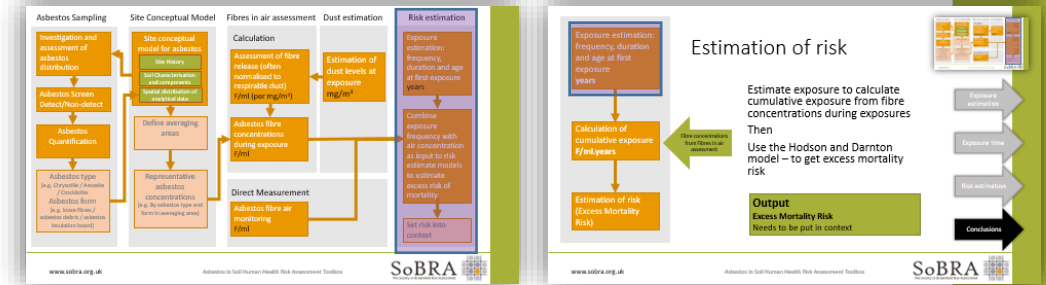 Asbestos Sampling
Investigation and
assessment of
asbestos
distribution
Asbestos Screen
Detect/Non-detect
Asbestos
Quantification
Asbestos type
(e.g. Chrysotile / Amosite
/ Crocidolite)
Asbestos form
(e.g. loose fibres /
asbestos debris / asbestos
insulation board)
Site Conceptual Model
Site conceptual
model for asbestos
Site History
Soil Characterisation
and components
Spatial distribution of
analytical data
Define averaging
areas
Representative
asbestos
concentrations
(e.g. By asbestos type and
form in averaging area)
Fibres in air assessment
Calculation
Assessment of fibre
release (often
normalised to
respirable dust)
F/ml (per mg/m³)
Asbestos fibre
concentrations
during exposure
F/ml
Direct Measurement
Asbestos fibre air
monitoring
F/ml
Dust estimation
Estimation of
dust levels at
exposure
mg/m³
Risk estimation
Exposure
estimation:
frequency,
duration and age
at first exposure
years
Combine
exposure
frequency with
air concentration
as input to risk
estimate models
to estimate
excess risk of
mortality
Set risk into
context
www.sobra.org.uk
Asbestos in Soil Human Health Risk Assessment Toolbox
SoBRA
Exposure estimation:
frequency, duration
and age at first
exposure
years
Calculation of
cumulative exposure
F/ml.years
Estimation of risk
(Excess Mortality
Risk)
Fibre concentrations
from Fibres in air
assessment
Estimation of risk
Estimate exposure to calculate
cumulative exposure from fibre
concentrations during exposures
Then
Use the Hodson and Darnton
model – to get excess mortality
risk
Output
Excess Mortality Risk
Needs to be put in context
Exposure
estimation
Exposure time
Risk estimation
Conclusions
www.sobra.org.uk
Asbestos in Soil Human Health Risk Assessment Toolbox
SoBRA